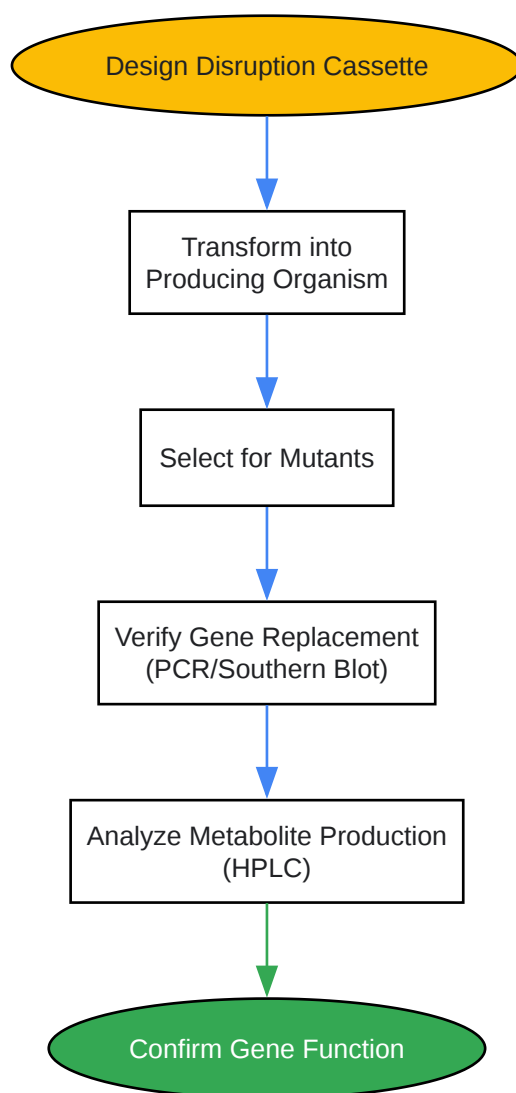 Design Disruption Cassette
Transform into
Producing Organism
Select for Mutants
Verify Gene Replacement
(PCR/Southern Blot)
Analyze Metabolite Production
(HPLC)
Confirm Gene Function